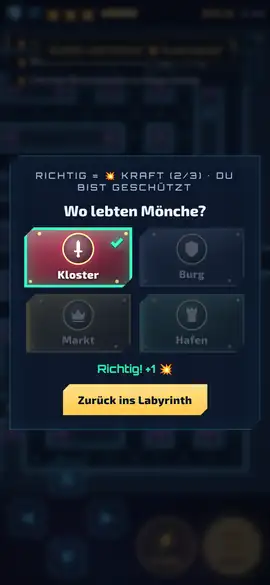 RICHTIG = 💥 KRAFT (2/3) · DU
BIST GESCHÜTZT
Wo lebten Mönche?
Kloster
Burg
Markt
Hafen
Richtig! +1 💥
Zurück ins Labyrinth